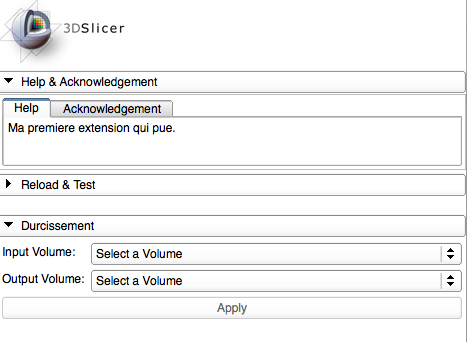 3DSlicer
Help & Acknowledgement
Help Acknowledgement
Ma premiere extension qui pue.
Reload & Test
Durcissement
Input Volume: Select a Volume
Output Volume: Select a Volume
Apply